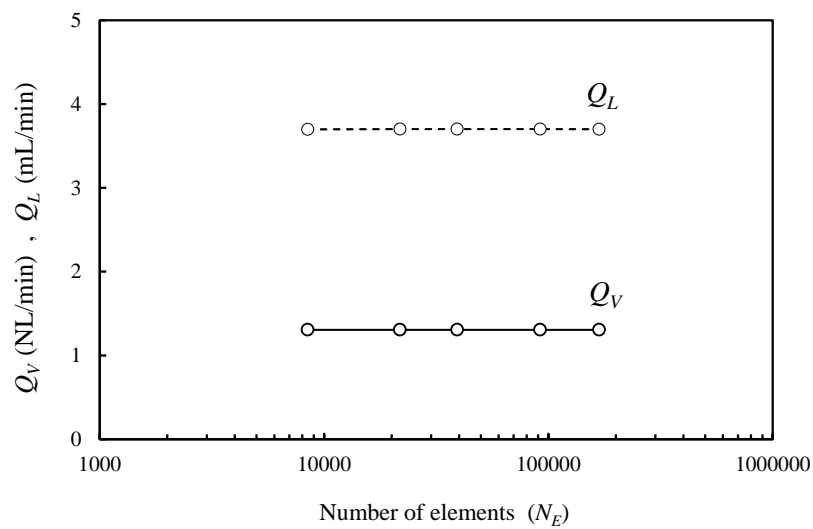 5
4
3
2
1
0
Q_V (NL/min) , Q_L (mL/min)
Q_L
Q_V
1000 10000 100000 1000000
Number of elements (N_E)